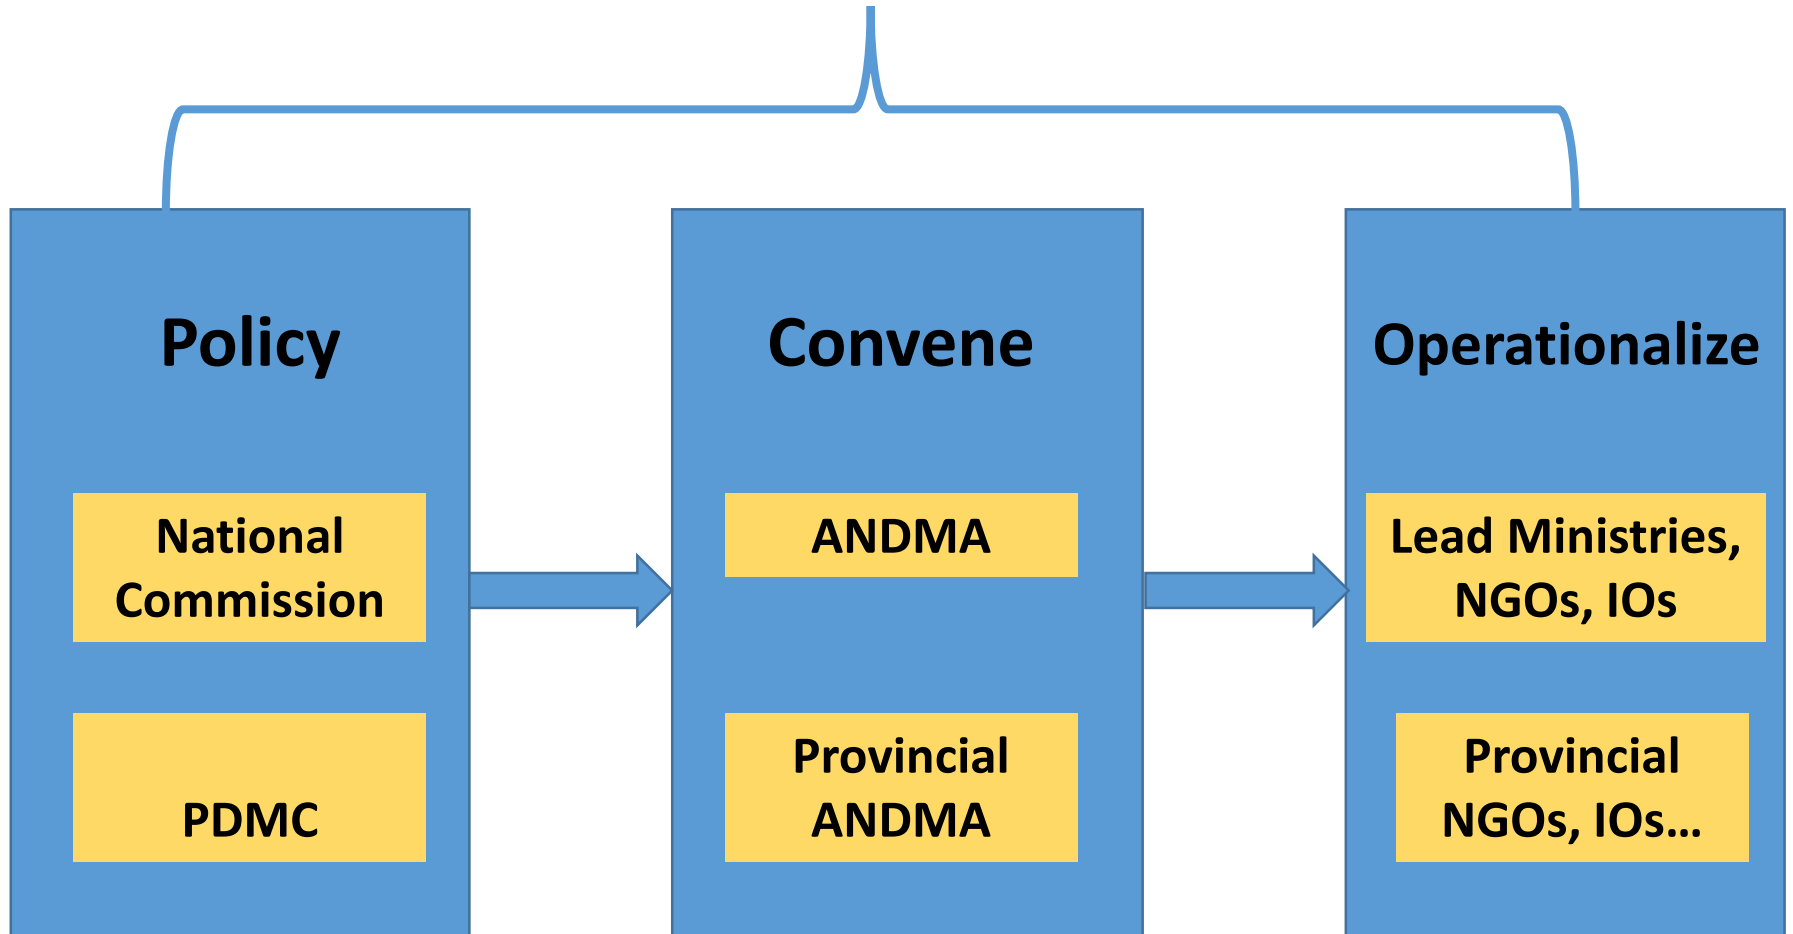 Policy
National
Commission
PDMC
Convene
ANDMA
Provincial
ANDMA
Operationalize
Lead Ministries,
NGOs, IOs
Provincial
NGOs, IOs...